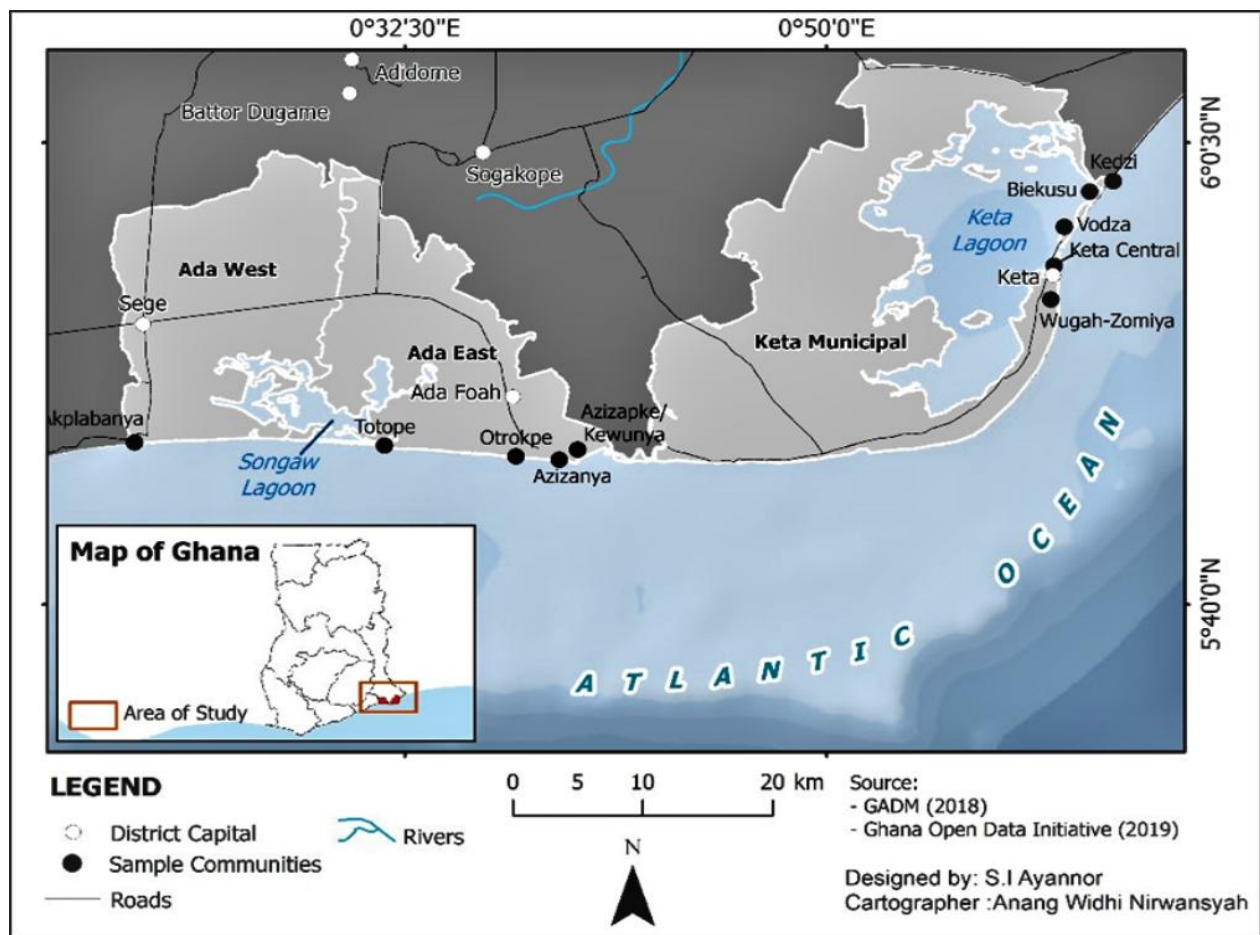 0°32'30"E
0°50'0"E
Adidome
Battor Dugame
Sogakope
6°0'30"N
Kedzi
Biekusu
Vodza
Keta
Lagoon
Keta Central
Keta
Wugah-Zomiya
Ada West
Sege
Keta Municipal
Ada East
Ada Foah
Akplabanya
Totope
Otrokpe
Azizapke/
Kewunya
Azizanya
Songaw
Lagoon
ATLANTIC OCEAN
5°40'0"N
Map of Ghana
Area of Study
LEGEND
District Capital
Rivers
Sample Communities
Roads
0 5 10 20 km
N
Source:
- GADM (2018)
- Ghana Open Data Initiative (2019)
Designed by: S.I Ayannor
Cartographer :Anang Widhi Nirwansyah